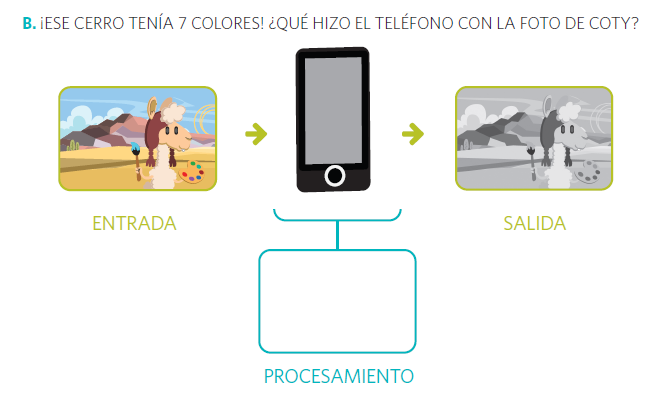 B. ¡ESE CERRO TENÍA 7 COLORES! ¿QUÉ HIZO EL TELÉFONO CON LA FOTO DE COTY?
ENTRADA
SALIDA
PROCESAMIENTO